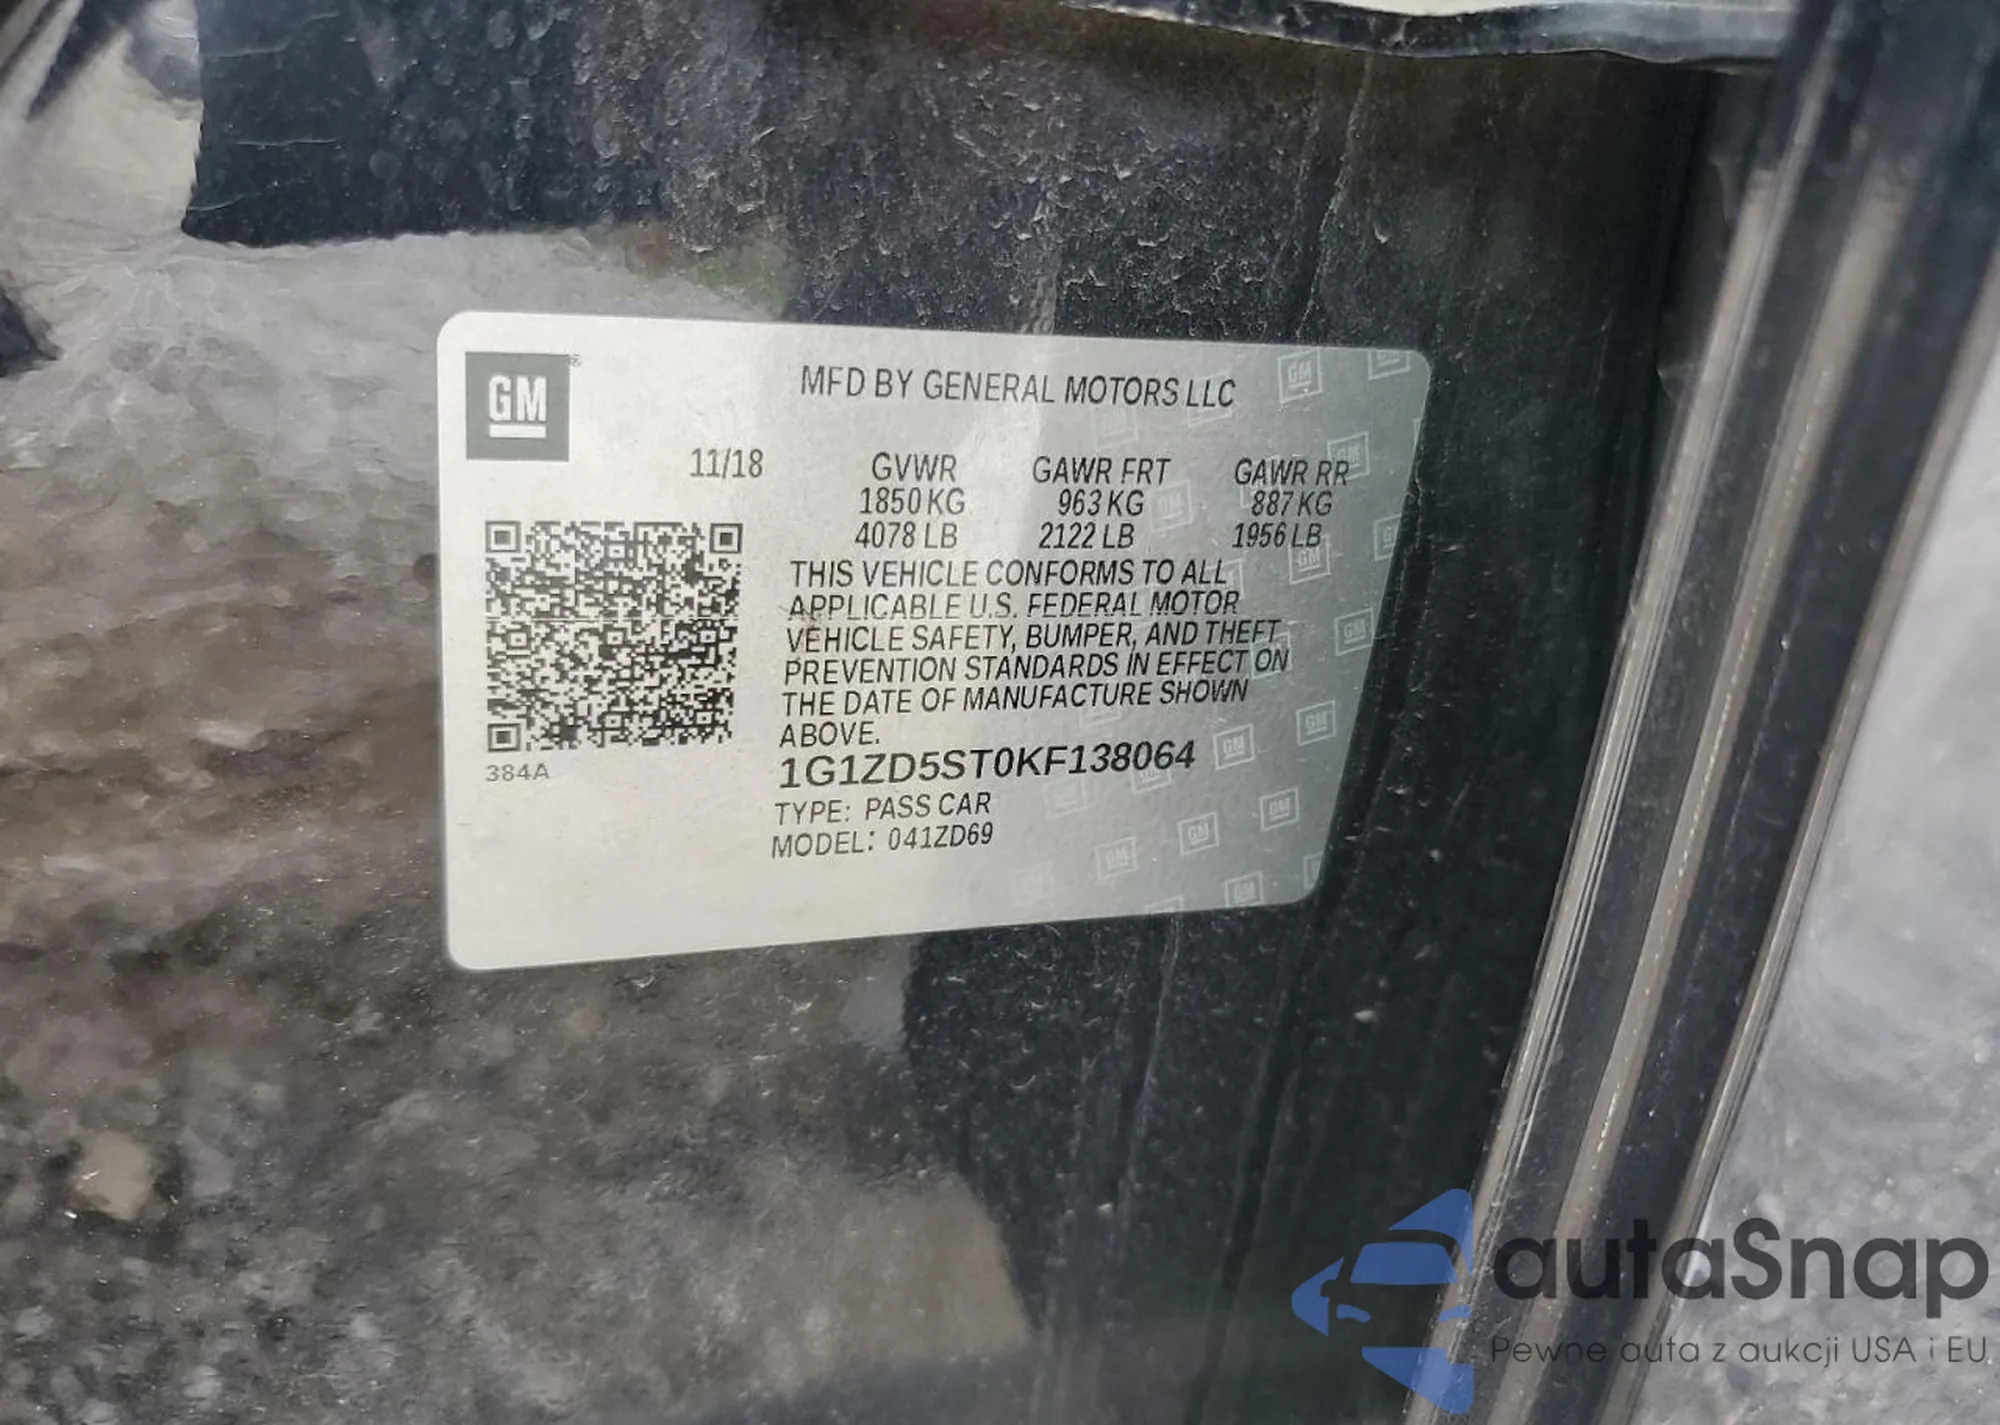 GM
MFD BY GENERAL MOTORS LLC
11/18 GVWR GAWR FRT GAWR RR
1850 KG 963 KG 887 KG
4078 LB 2122 LB 1956 LB
THIS VEHICLE CONFORMS TO ALL
APPLICABLE U.S. FEDERAL MOTOR
VEHICLE SAFETY, BUMPER, AND THEFT
PREVENTION STANDARDS IN EFFECT ON
THE DATE OF MANUFACTURE SHOWN
ABOVE.
1G1ZD5ST0KF138064
384A
TYPE: PASS CAR
MODEL: 041ZD69
autaSnap
Pewne auta z aukcji USA i EU